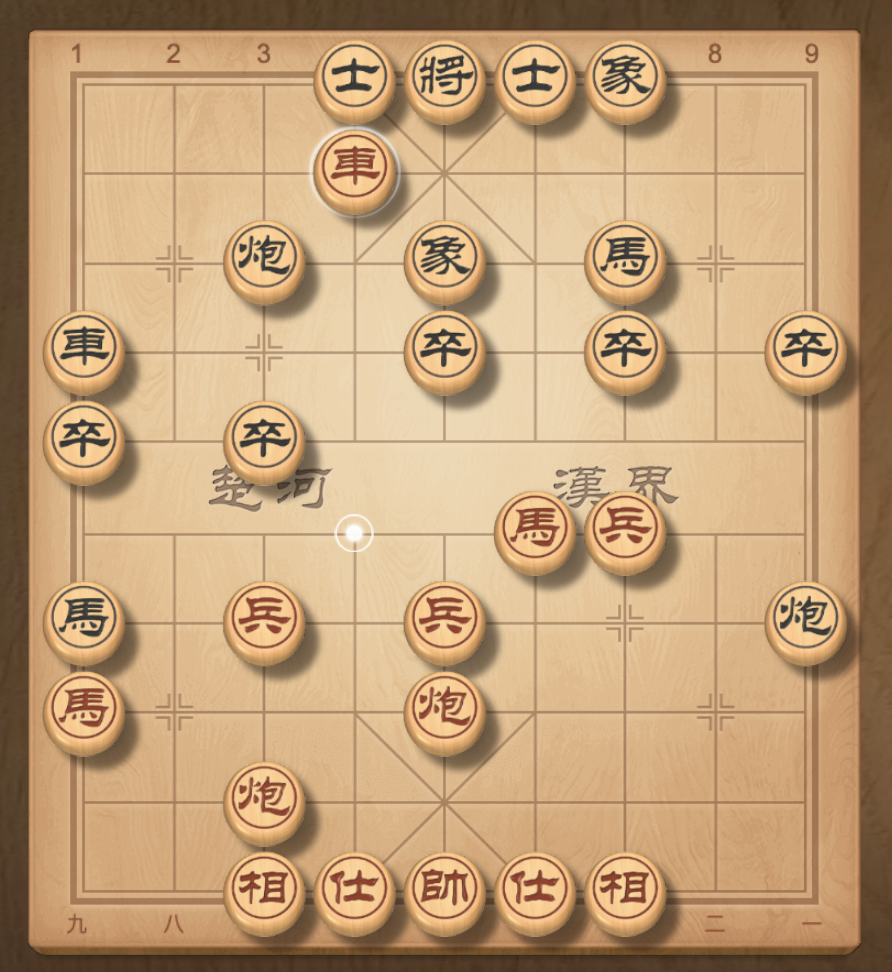 1 2 3 8 9
士 將 士 象
車
炮 象 馬
車 卒 卒 卒
卒 卒
楚河 漢界
馬 兵
馬 兵 兵 炮
馬 炮
炮
相 仕 帥 仕 相
九 八 二 一